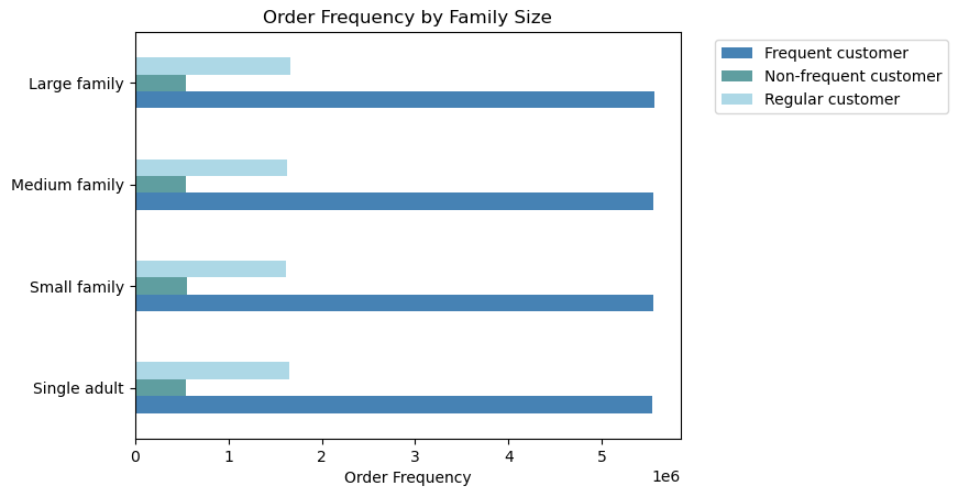 Order Frequency by Family Size
Frequent customer
Non-frequent customer
Regular customer
Large family
Medium family
Small family
Single adult
0 1 2 3 4 5
1e6
Order Frequency